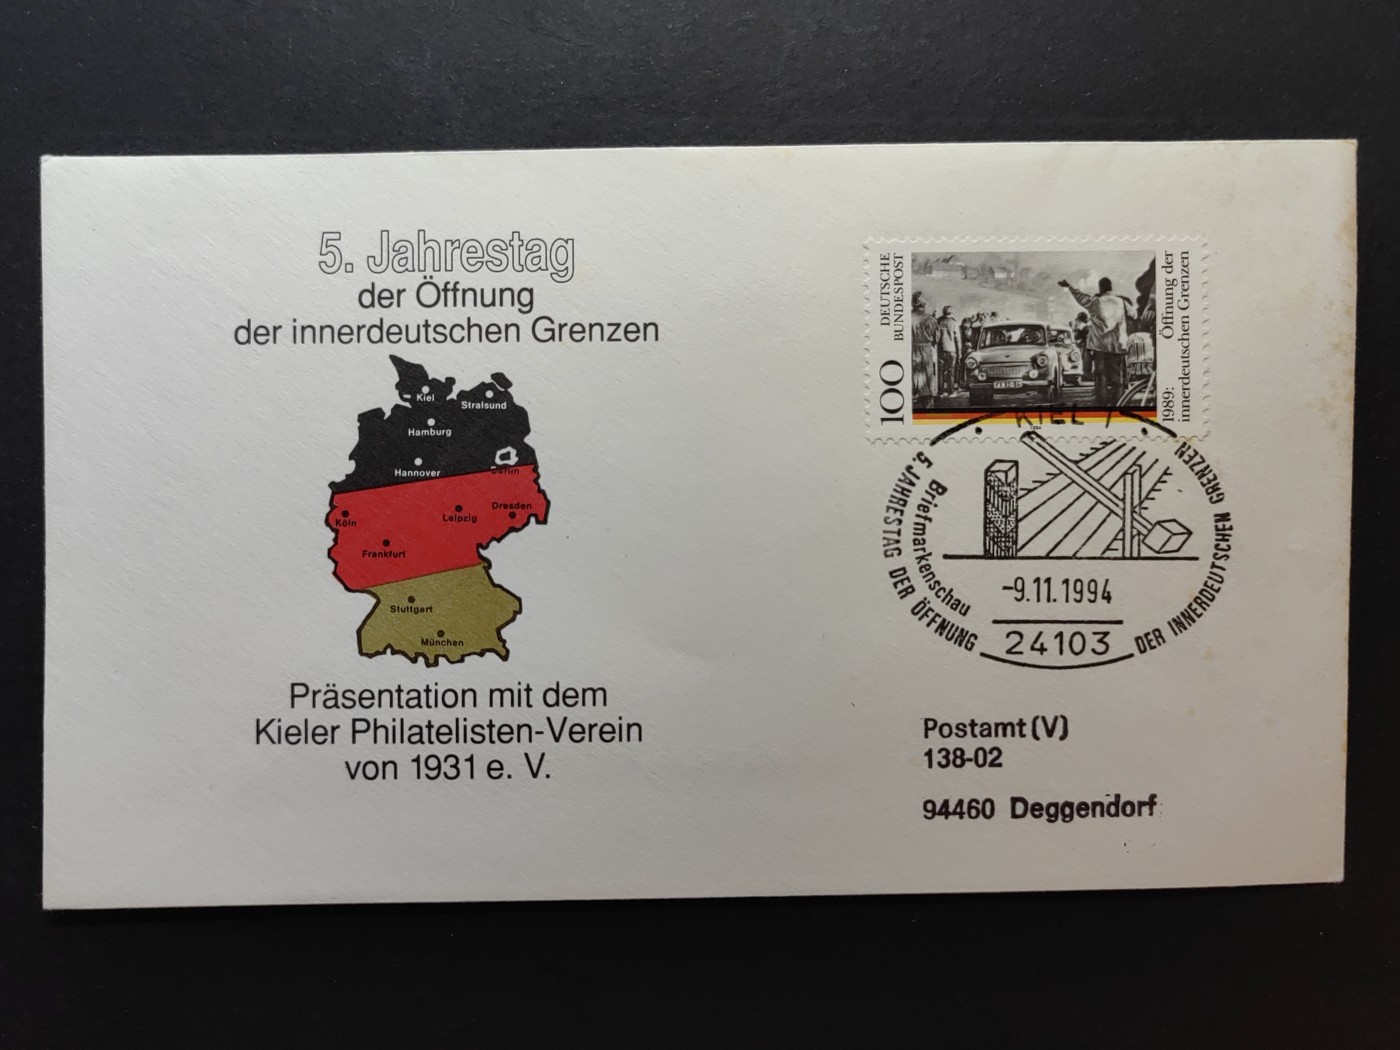 5. Jahrestag
der Öffnung
der innerdeutschen Grenzen
Kiel
Stralsund
Hamburg
Hannover
Berlin
Dresden
Köln
Leipzig
Frankfurt
Stuttgart
München
Präsentation mit dem
Kieler Philatelisten-Verein
von 1931 e. V.
DEUTSCHE
BUNDESPOST
100
1989: Öffnung der
innerdeutschen Grenzen
KIEL 1
5. JAHRESTAG DER ÖFFNUNG DER INNERDEUTSCHEN GRENZEN
Briefmarkenschau
-9.11.1994
24103
Postamt (V)
138-02
94460 Deggendorf